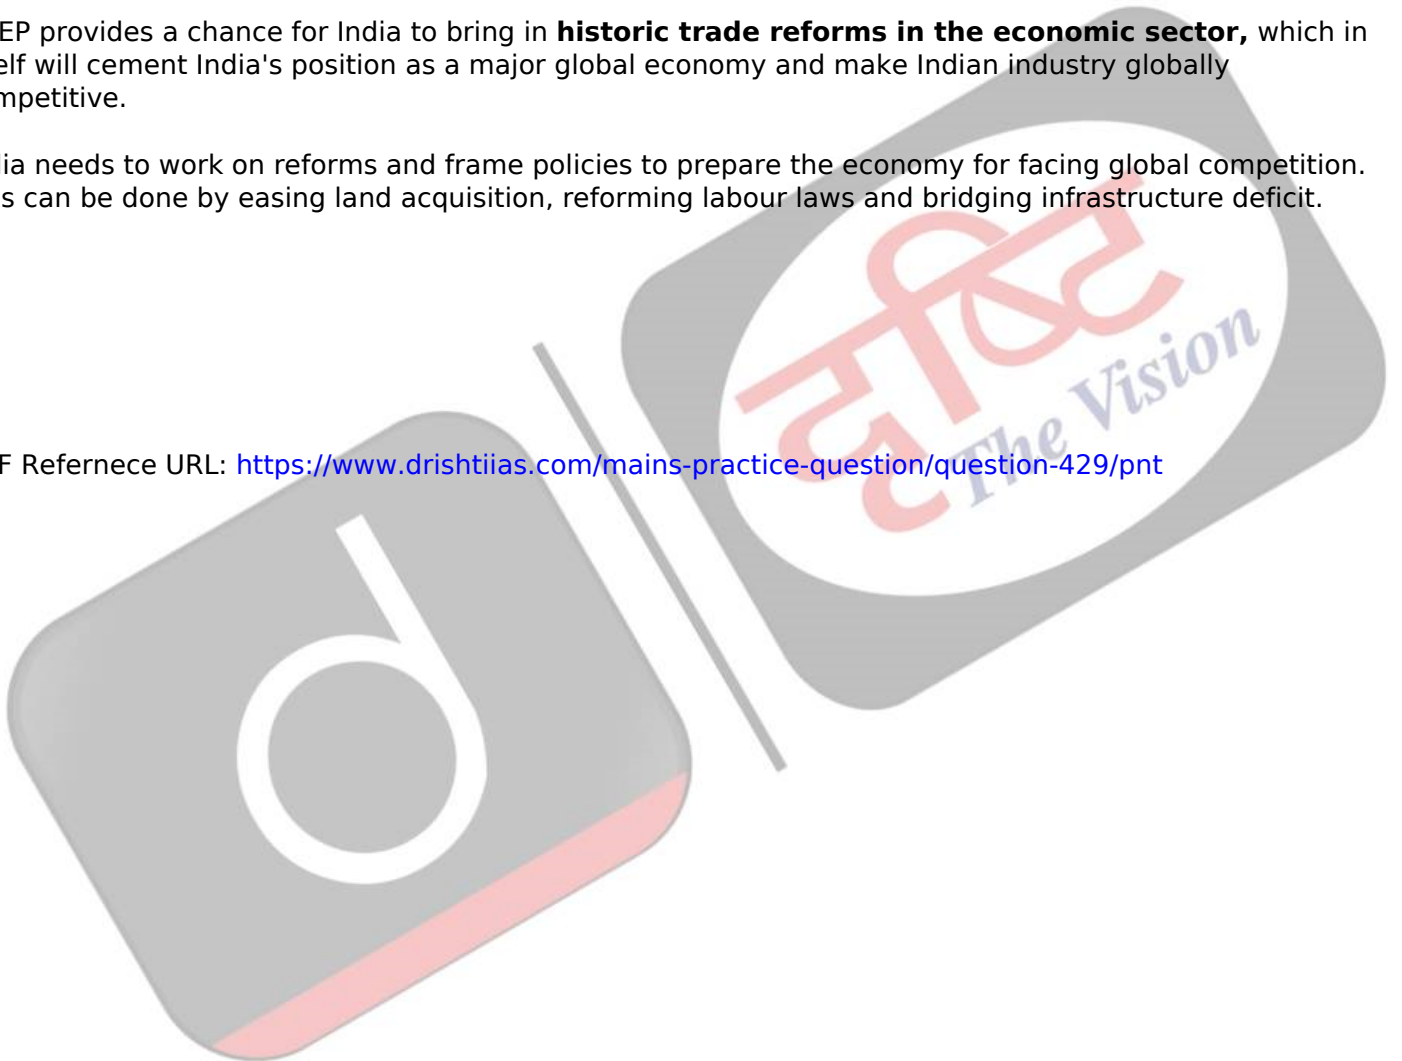 EP provides a chance for India to bring in historic trade reforms in the economic sector, which in
elf will cement India's position as a major global economy and make Indian industry globally
mpetitive.
lia needs to work on reforms and frame policies to prepare the economy for facing global competition.
s can be done by easing land acquisition, reforming labour laws and bridging infrastructure deficit.
दृष्टि
The Vision
F Refernece URL: https://www.drishtiias.com/mains-practice-question/question-429/pnt
d